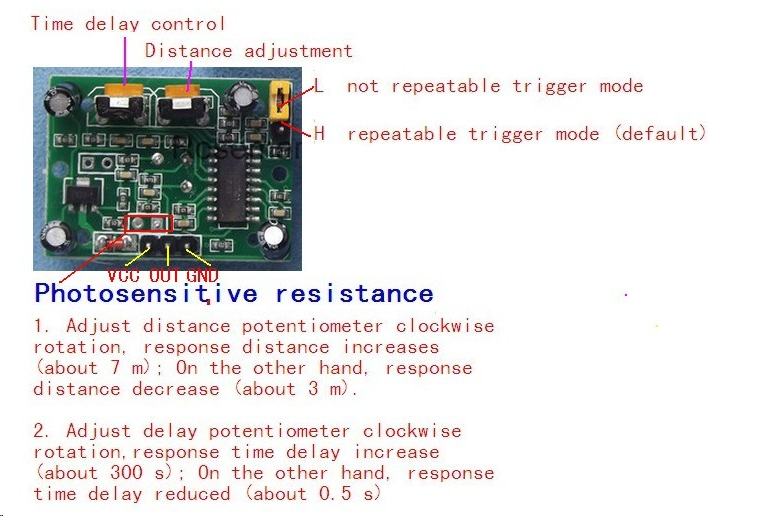 Time delay control
Distance adjustment
L not repeatable trigger mode
H repeatable trigger mode (default)
VCC OUT GND
Photosensitive resistance
1. Adjust distance potentiometer clockwise
rotation, response distance increases
(about 7 m); On the other hand, response
distance decrease (about 3 m).
2. Adjust delay potentiometer clockwise
rotation,response time delay increase
(about 300 s); On the other hand, response
time delay reduced (about 0.5 s)